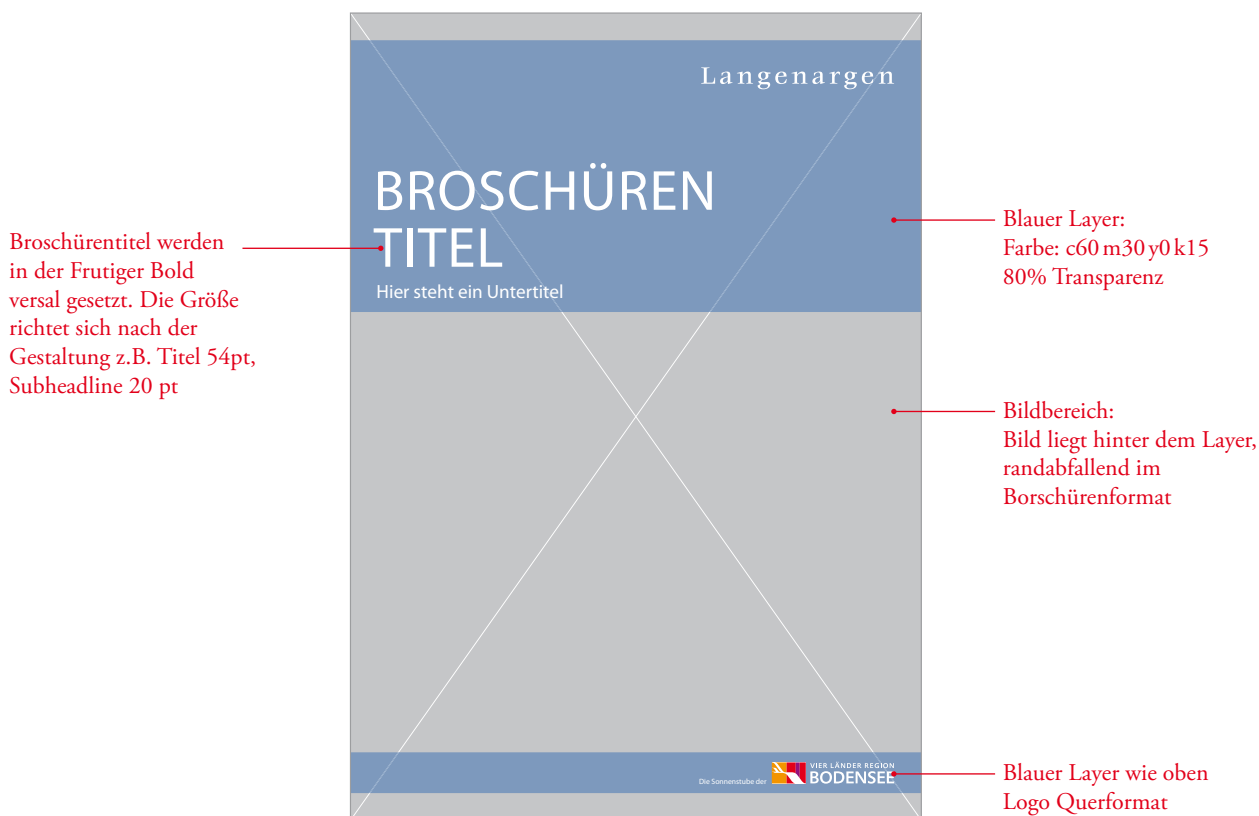 Langenargen
BROSCHÜREN
TITEL
Hier steht ein Untertitel
Broschürentitel werden
in der Frutiger Bold
versal gesetzt. Die Größe
richtet sich nach der
Gestaltung z.B. Titel 54pt,
Subheadline 20 pt
Blauer Layer:
Farbe: c60 m30 y0 k15
80% Transparenz
Bildbereich:
Bild liegt hinter dem Layer,
randabfallend im
Borschürenformat
Die Sonnenstube der
VIER LÄNDER REGION
BODENSEE
Blauer Layer wie oben
Logo Querformat